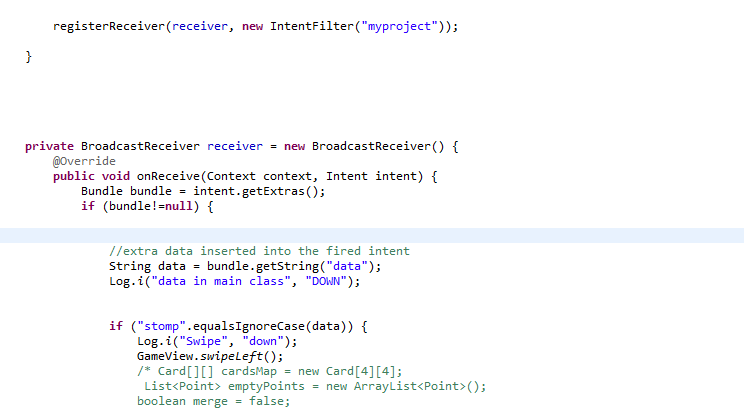 registerReceiver(receiver, new IntentFilter("myproject"));
}
private BroadcastReceiver receiver = new BroadcastReceiver() {
@Override
public void onReceive(Context context, Intent intent) {
Bundle bundle = intent.getExtras();
if (bundle!=null) {
//extra data inserted into the fired intent
String data = bundle.getString("data");
Log.i("data in main class", "DOWN");
if ("stomp".equalsIgnoreCase(data)) {
Log.i("Swipe", "down");
GameView.swipeLeft();
/* Card[][] cardsMap = new Card[4][4];
List<Point> emptyPoints = new ArrayList<Point>();
boolean merge = false;